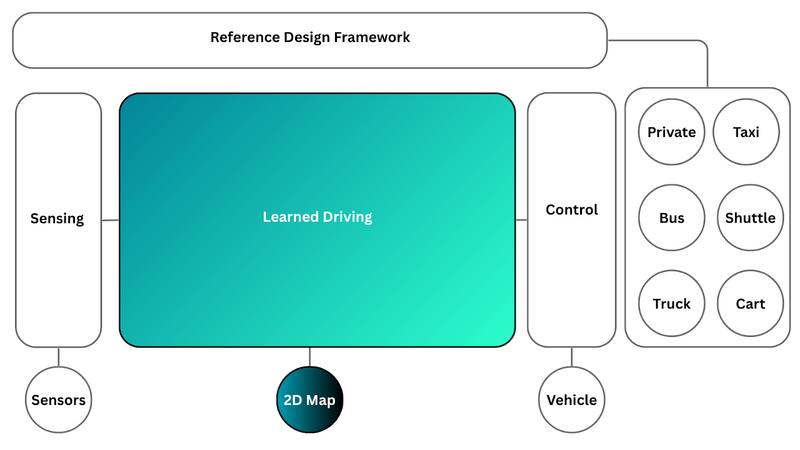 Reference Design Framework
Sensing
Learned Driving
Control
Private
Taxi
Bus
Shuttle
Truck
Cart
Sensors
2D Map
Vehicle